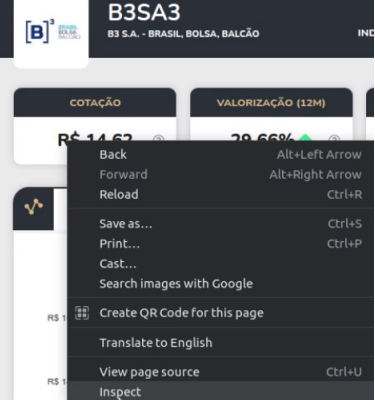 B3SA3
[B]³ BRASIL
BOLSA
BALCÃO
B3 S.A. - BRASIL, BOLSA, BALCÃO
IND
COTAÇÃO
VALORIZAÇÃO (12M)
R$ 14,62
29,66%
Back Alt+Left Arrow
Forward Alt+Right Arrow
Reload Ctrl+R
Save as... Ctrl+S
Print... Ctrl+P
Cast...
Search images with Google
Create QR Code for this page
R$ 1
Translate to English
View page source Ctrl+U
R$ 1
Inspect